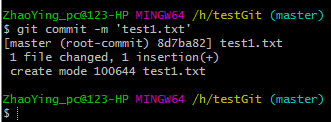 ZhaoYing_pc@123-HP MINGW64 /h/testGit (master)
$ git commit -m 'test1.txt'
[master (root-commit) 8d7ba82] test1.txt
 1 file changed, 1 insertion(+)
 create mode 100644 test1.txt
ZhaoYing_pc@123-HP MINGW64 /h/testGit (master)
$